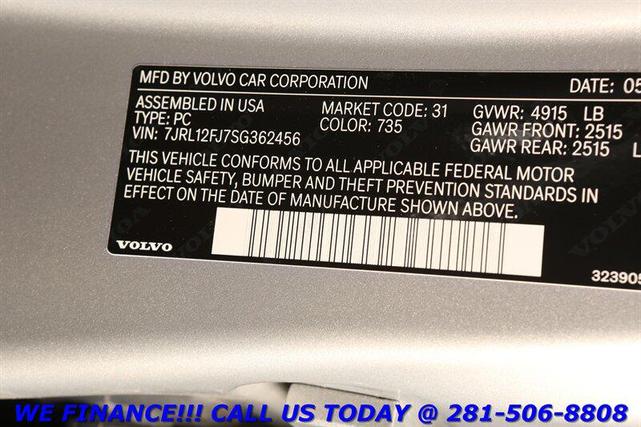 MFD BY VOLVO CAR CORPORATION DATE: 05
ASSEMBLED IN USA MARKET CODE: 31 GVWR: 4915 LB
TYPE: PC COLOR: 735 GAWR FRONT: 2515
VIN: 7JRL12FJ7SG362456 GAWR REAR: 2515 L
THIS VEHICLE CONFORMS TO ALL APPLICABLE FEDERAL MOTOR
VEHICLE SAFETY, BUMPER AND THEFT PREVENTION STANDARDS IN
EFFECT ON THE DATE OF MANUFACTURE SHOWN ABOVE.
VOLVO
323905
WE FINANCE!!! CALL US TODAY @ 281-506-8808